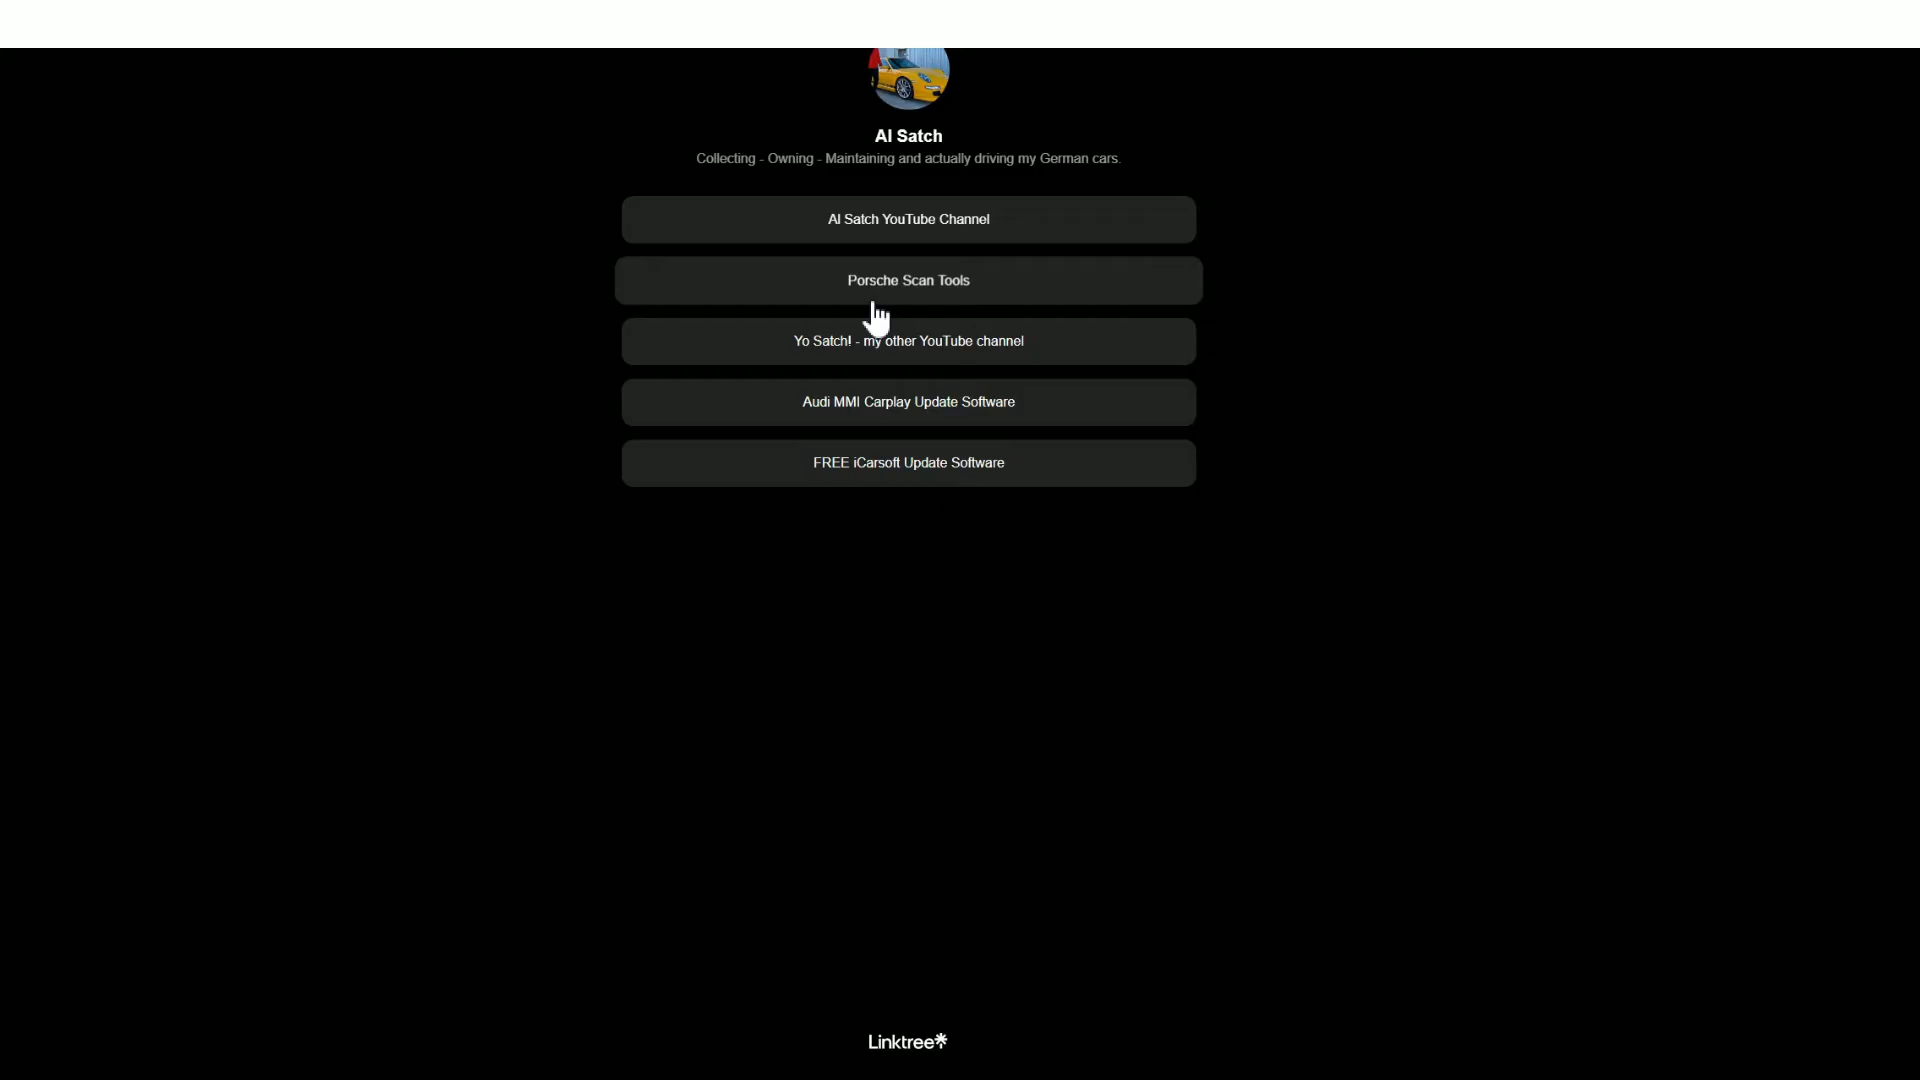 Al Satch
Collecting - Owning - Maintaining and actually driving my German cars.
Al Satch YouTube Channel
Porsche Scan Tools
Yo Satch! - my other YouTube channel
Audi MMI Carplay Update Software
FREE iCarsoft Update Software
Linktree